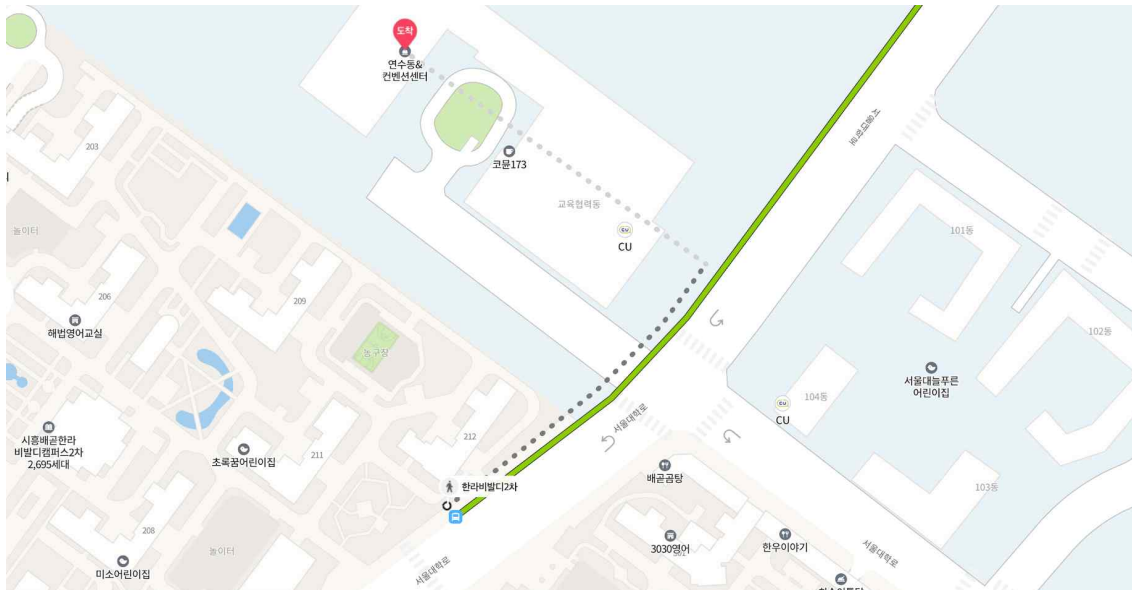 도착
연수동&
컨벤션센터
203
코뮨173
서울대학로
교육협력동
CU
101동
놀이터
209
206
해법영어교실
농구장
102동
서울대늘푸른
어린이집
104동
CU
서울대학로
시흥배곧한라
비발디캠퍼스2차
2,695세대
초록꿈어린이집
211
212
배곧곰탕
103동
한라비발디2차
208
놀이터
3030영어
한우이야기
서울대학로
미소어린이집
서울대학로